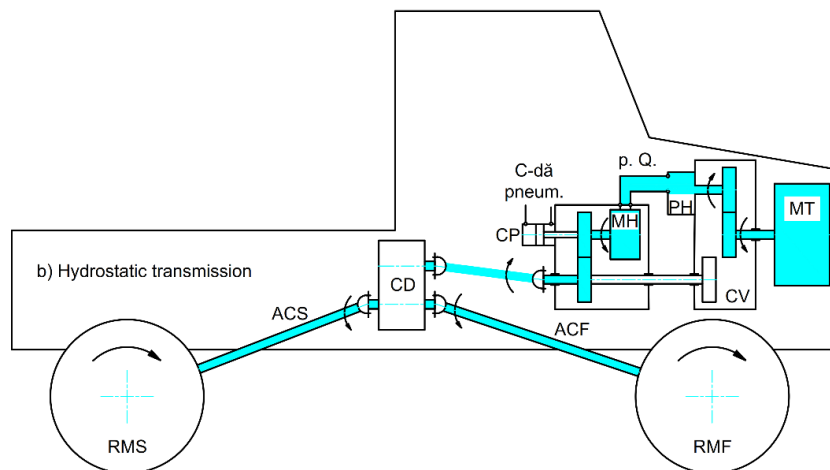 p. Q.
C-dă
pneum.
PH
MT
MH
CP
b) Hydrostatic transmission
CD
CV
ACS
ACF
RMS
RMF